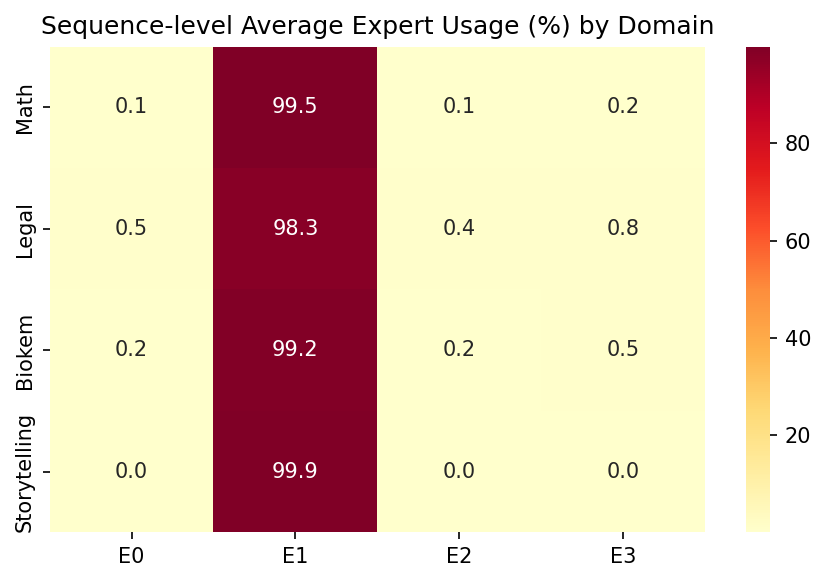 Sequence-level Average Expert Usage (%) by Domain
Math 0.1 99.5 0.1 0.2
Legal 0.5 98.3 0.4 0.8
Biokem 0.2 99.2 0.2 0.5
Storytelling 0.0 99.9 0.0 0.0
E0 E1 E2 E3
80
60
40
20